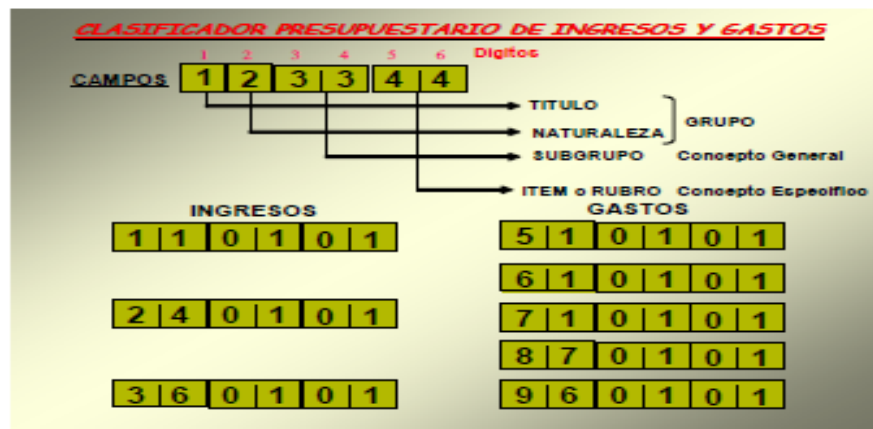 CLASIFICADOR PRESUPUESTARIO DE INGRESOS Y GASTOS
1 2 3 4 5 6 Digitos
CAMPOS 1 2 3 3 4 4
TITULO
GRUPO
NATURALEZA
SUBGRUPO Concepto General
ITEM o RUBRO Concepto Especifico
INGRESOS GASTOS
1 1 0 1 0 1 5 1 0 1 0 1
6 1 0 1 0 1
2 4 0 1 0 1 7 1 0 1 0 1
8 7 0 1 0 1
3 6 0 1 0 1 9 6 0 1 0 1